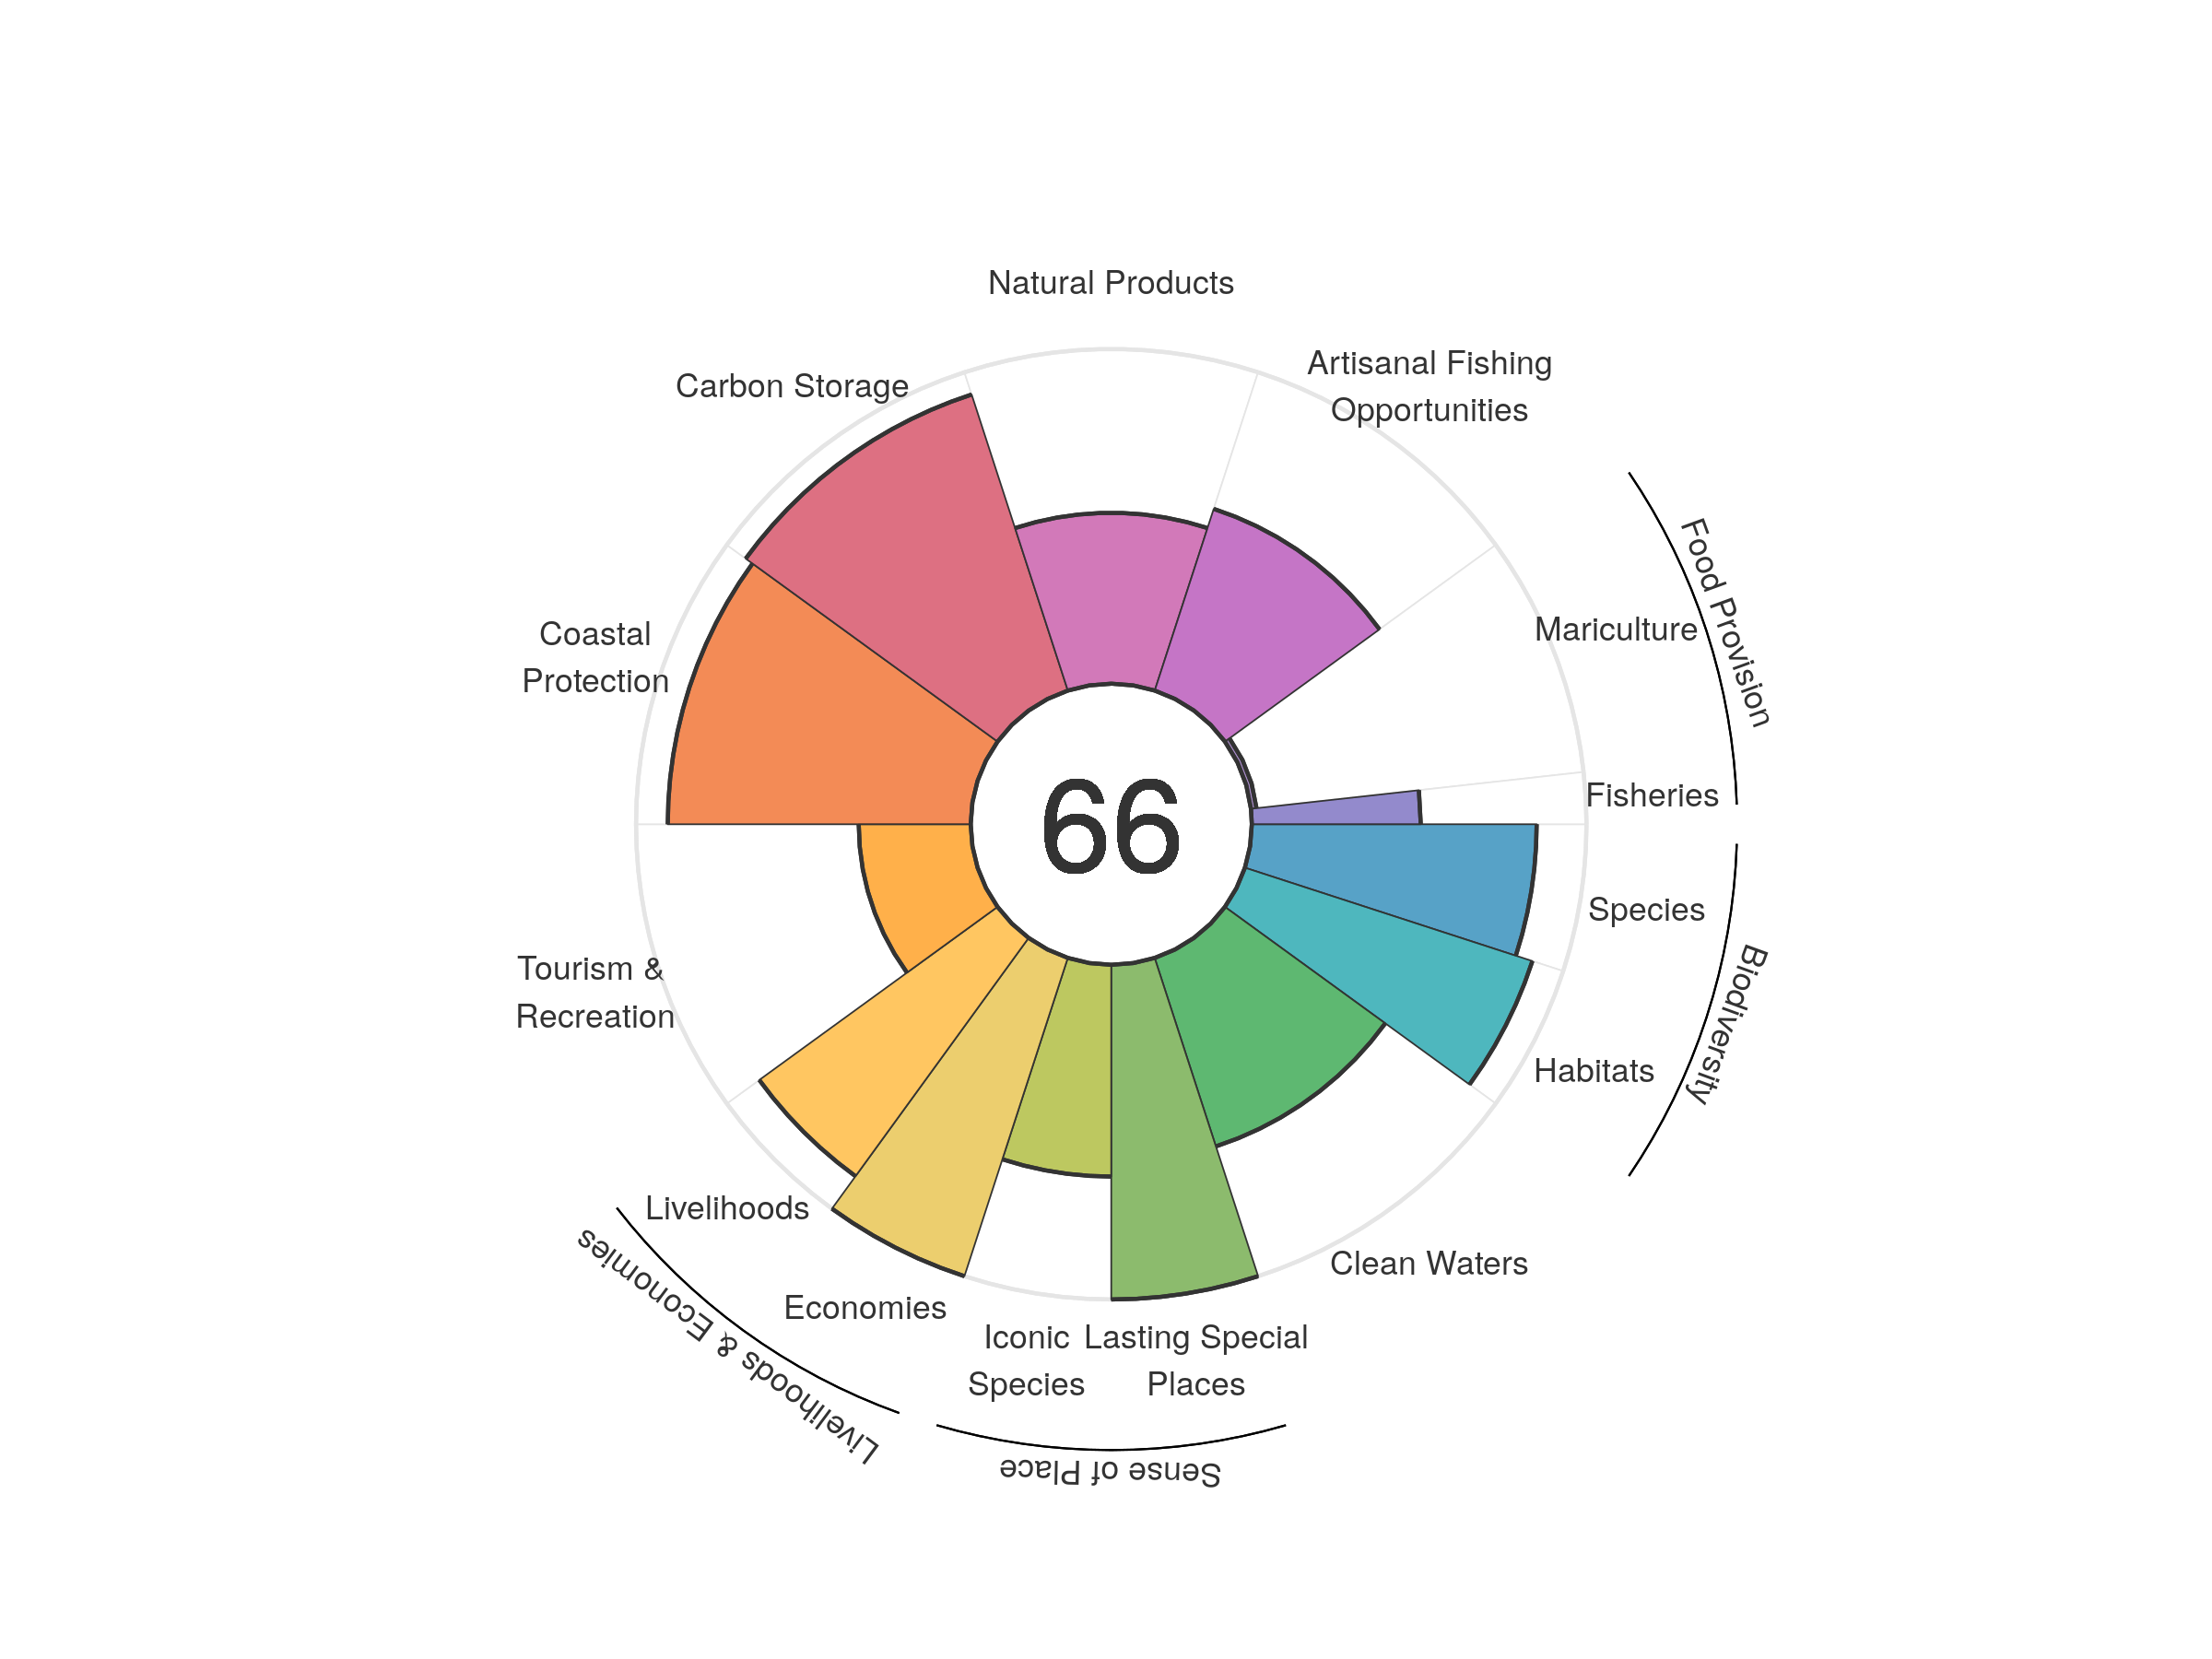 Natural Products
Artisanal Fishing
Opportunities
Carbon Storage
Food Provision
Mariculture
Coastal
Protection
Fisheries
66
Species
Biodiversity
Tourism &
Recreation
Habitats
Livelihoods
Clean Waters
Livelihoods & Economies
Economies
Iconic
Species
Lasting Special
Places
Sense of Place